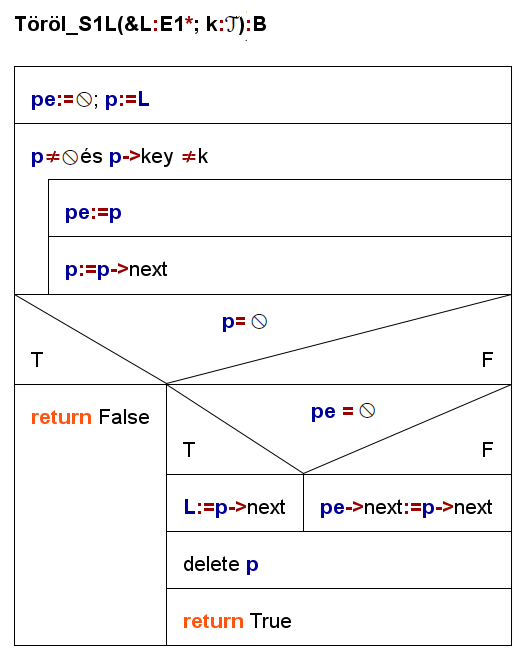 Töröl_S1L(&L:E1*; k:𝒯):B
pe:=⦸; p:=L
p≠⦸és p->key ≠k
pe:=p
p:=p->next
p= ⦸
T
F
return False
pe = ⦸
T
F
L:=p->next
pe->next:=p->next
delete p
return True